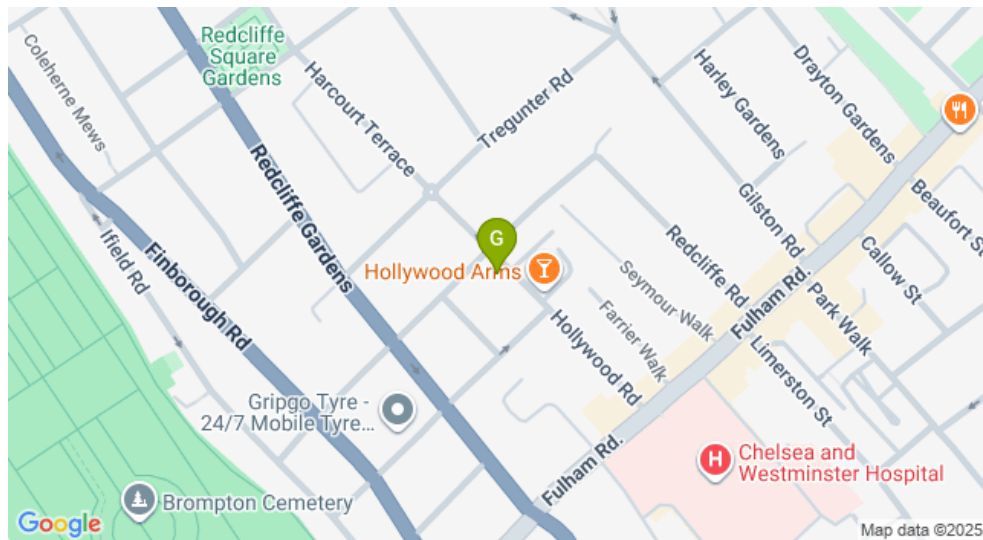 Redcliffe
Square
Gardens
Coleherne Mews
Harcourt Terrace
Tregunter Rd
Harley Gardens
Drayton Gardens
Redcliffe Gardens
Ifield Rd
Finborough Rd
G
Hollywood Arms
Gilston Rd
Beaufort St
Callow St
Redcliffe Rd
Seymour Walk
Fulham Rd.
Park Walk
Farrier Walk
Hollywood Rd
Limerston St
Gripgo Tyre -
24/7 Mobile Tyre...
Fulham Rd.
H
Chelsea and
Westminster Hospital
Brompton Cemetery
Google
Map data ©2025